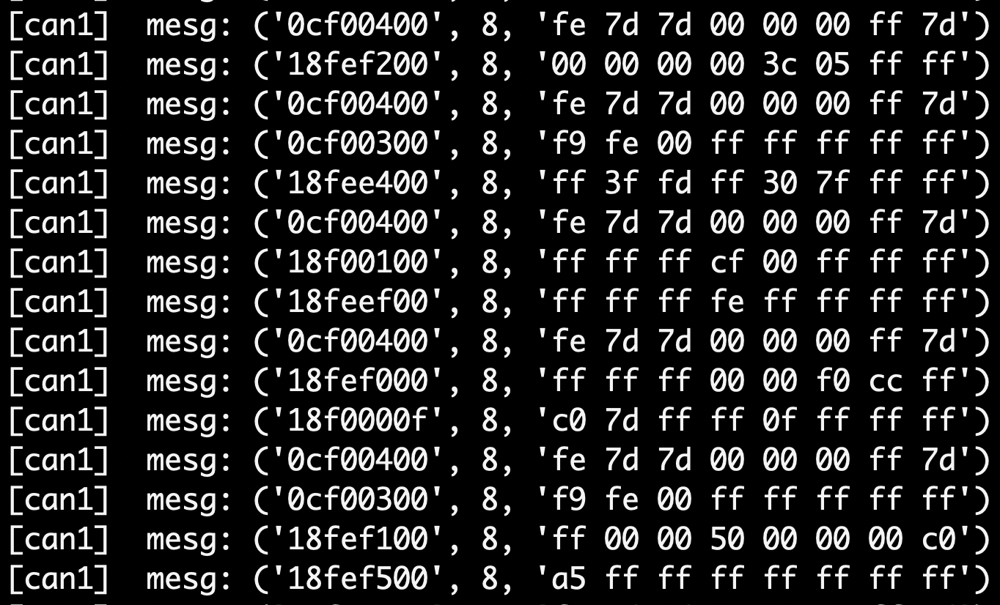 [can1]  mesg: ('0cf00400', 8, 'fe 7d 7d 00 00 00 ff 7d')
[can1]  mesg: ('18fef200', 8, '00 00 00 00 3c 05 ff ff')
[can1]  mesg: ('0cf00400', 8, 'fe 7d 7d 00 00 00 ff 7d')
[can1]  mesg: ('0cf00300', 8, 'f9 fe 00 ff ff ff ff ff')
[can1]  mesg: ('18fee400', 8, 'ff 3f fd ff 30 7f ff ff')
[can1]  mesg: ('0cf00400', 8, 'fe 7d 7d 00 00 00 ff 7d')
[can1]  mesg: ('18f00100', 8, 'ff ff ff cf 00 ff ff ff')
[can1]  mesg: ('18feef00', 8, 'ff ff ff fe ff ff ff ff')
[can1]  mesg: ('0cf00400', 8, 'fe 7d 7d 00 00 00 ff 7d')
[can1]  mesg: ('18fef000', 8, 'ff ff ff 00 00 f0 cc ff')
[can1]  mesg: ('18f0000f', 8, 'c0 7d ff ff 0f ff ff ff')
[can1]  mesg: ('0cf00400', 8, 'fe 7d 7d 00 00 00 ff 7d')
[can1]  mesg: ('0cf00300', 8, 'f9 fe 00 ff ff ff ff ff')
[can1]  mesg: ('18fef100', 8, 'ff 00 00 50 00 00 00 c0')
[can1]  mesg: ('18fef500', 8, 'a5 ff ff ff ff ff ff ff')